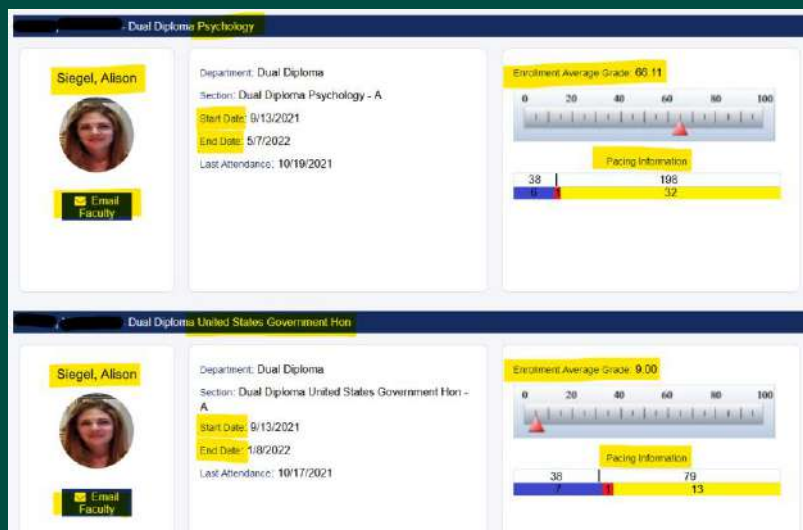 - Dual Diploma Psychology
Siegel, Alison
Email
Faculty
Department: Dual Diploma
Section: Dual Diploma Psychology - A
Start Date: 9/13/2021
End Date: 5/7/2022
Last Attendance: 10/19/2021
Enrollment Average Grade: 66.11
0 20 40 60 80 100
Pacing Information
38 198
6 1 32
- Dual Diploma United States Government Hon
Siegel, Alison
Email
Faculty
Department: Dual Diploma
Section: Dual Diploma United States Government Hon -
A
Start Date: 9/13/2021
End Date: 1/8/2022
Last Attendance: 10/17/2021
Enrollment Average Grade: 9.00
0 20 40 60 80 100
Pacing Information
38 79
7 1 13